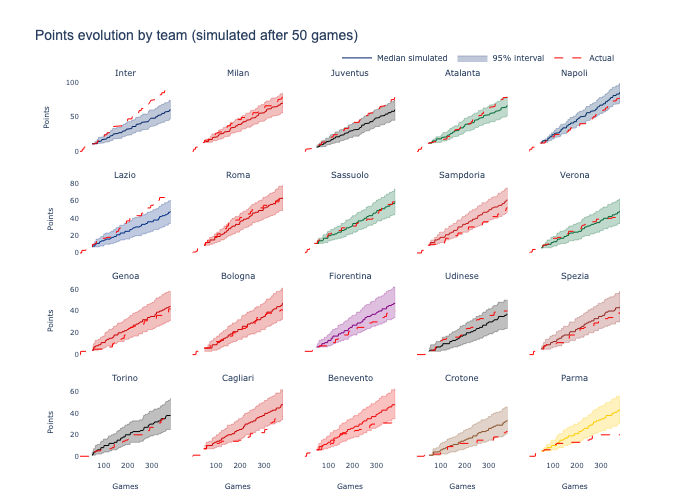 Points evolution by team (simulated after 50 games)
Median simulated 95% interval Actual
Inter Milan Juventus Atalanta Napoli
100
50
0
Points
Lazio Roma Sassuolo Sampdoria Verona
80
60
40
20
0
Points
Genoa Bologna Fiorentina Udinese Spezia
60
40
20
0
Points
Torino Cagliari Benevento Crotone Parma
60
40
20
0
Points
100 200 300 100 200 300 100 200 300 100 200 300 100 200 300
Games Games Games Games Games